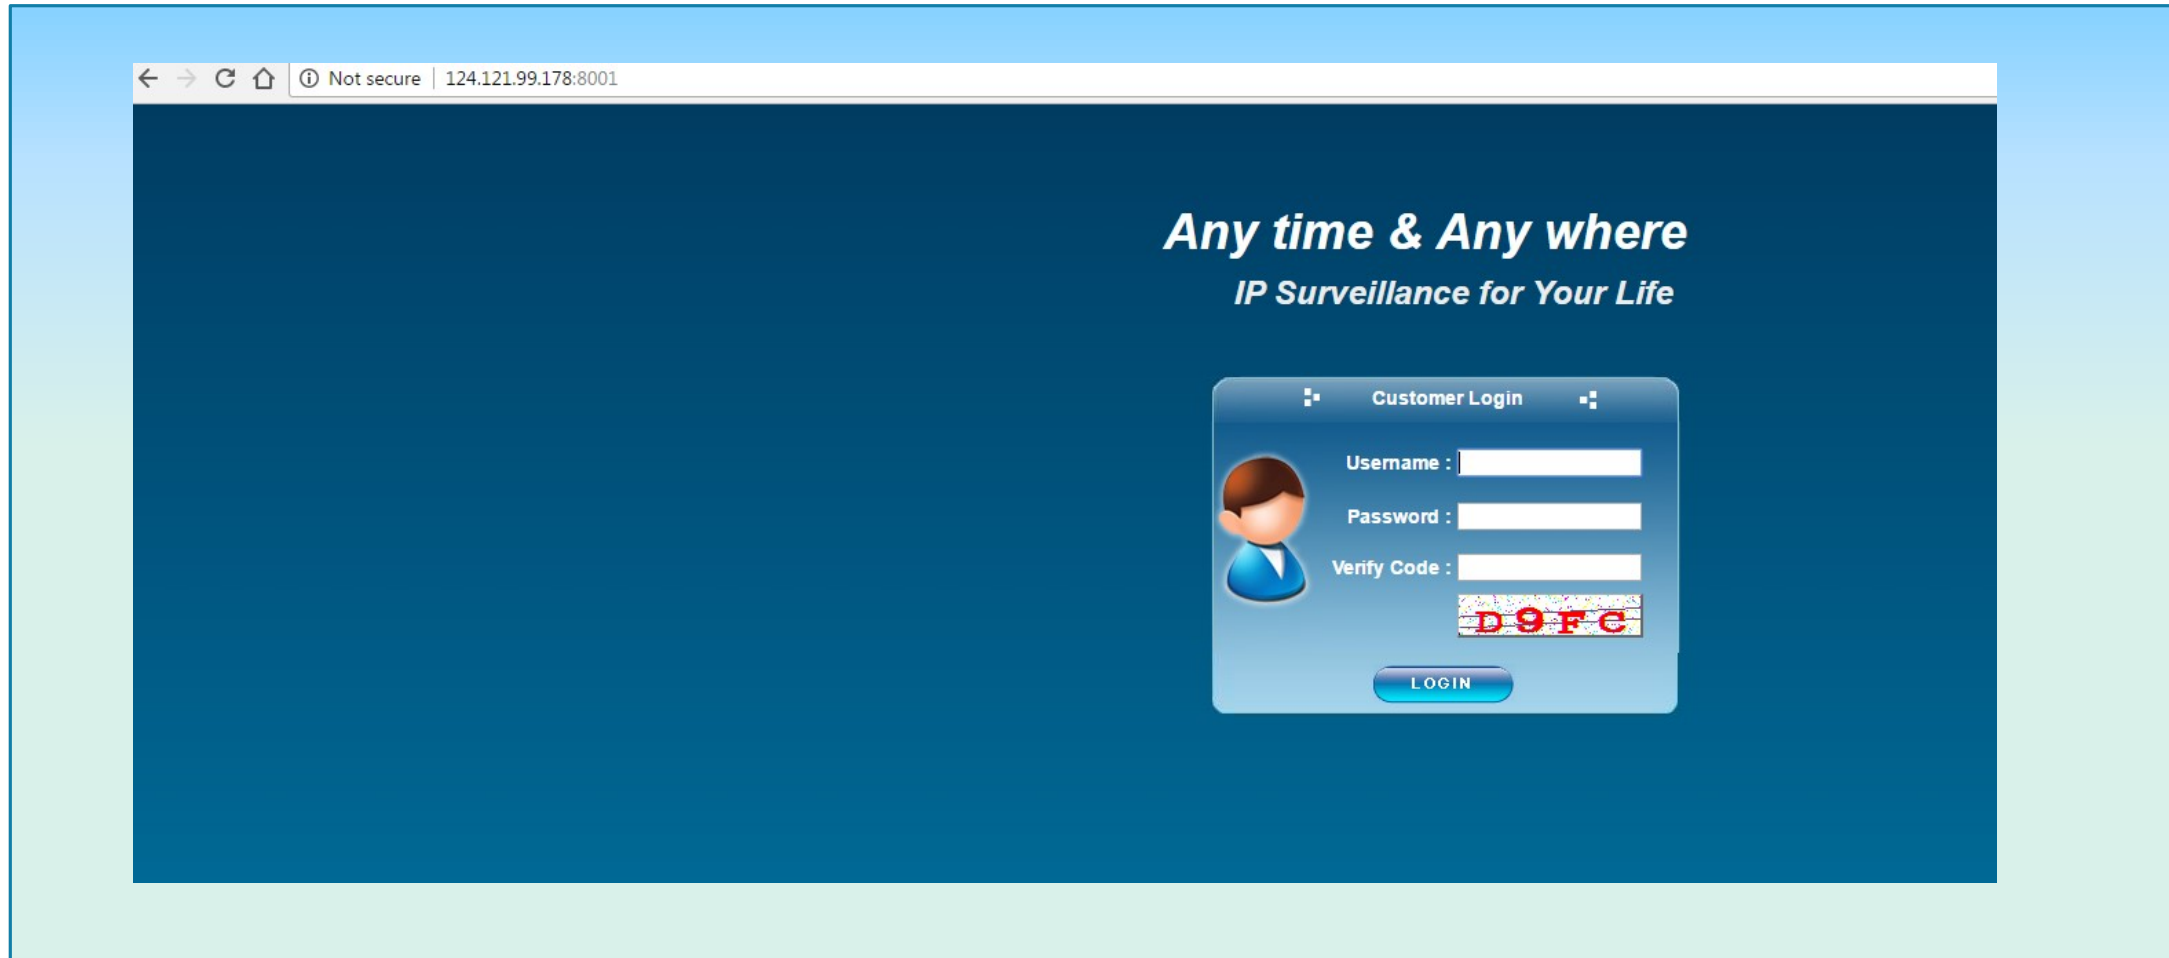 Not secure | 124.121.99.178:8001
Any time & Any where
IP Surveillance for Your Life
Customer Login
Username :
Password :
Verify Code :
D9FC
LOGIN